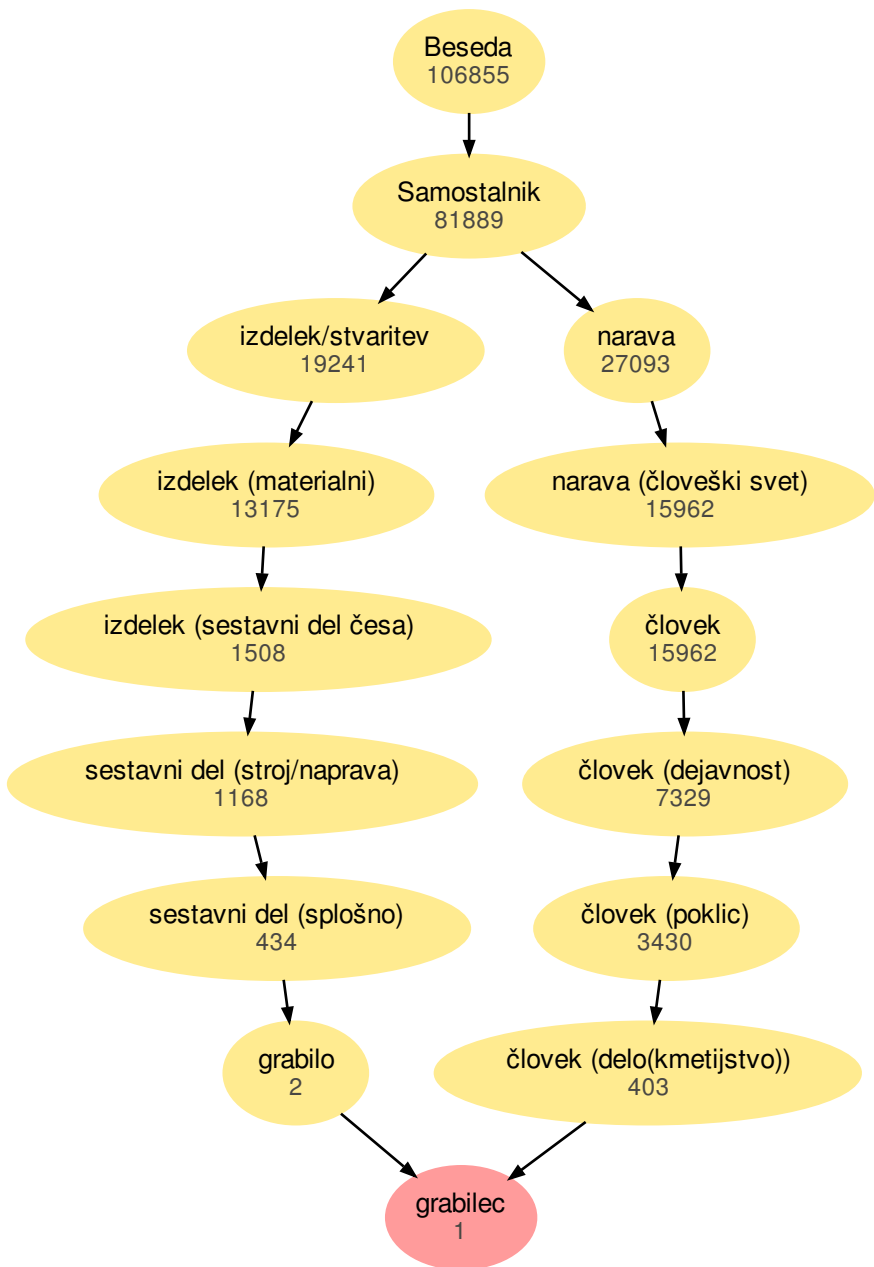 Beseda
106855
Samostalnik
81889
izdelek/stvaritev
19241
narava
27093
izdelek (materialni)
13175
narava (človeški svet)
15962
izdelek (sestavni del česa)
1508
človek
15962
sestavni del (stroj/naprava)
1168
človek (dejavnost)
7329
sestavni del (splošno)
434
človek (poklic)
3430
grabilo
2
človek (delo(kmetijstvo))
403
grabilec
1